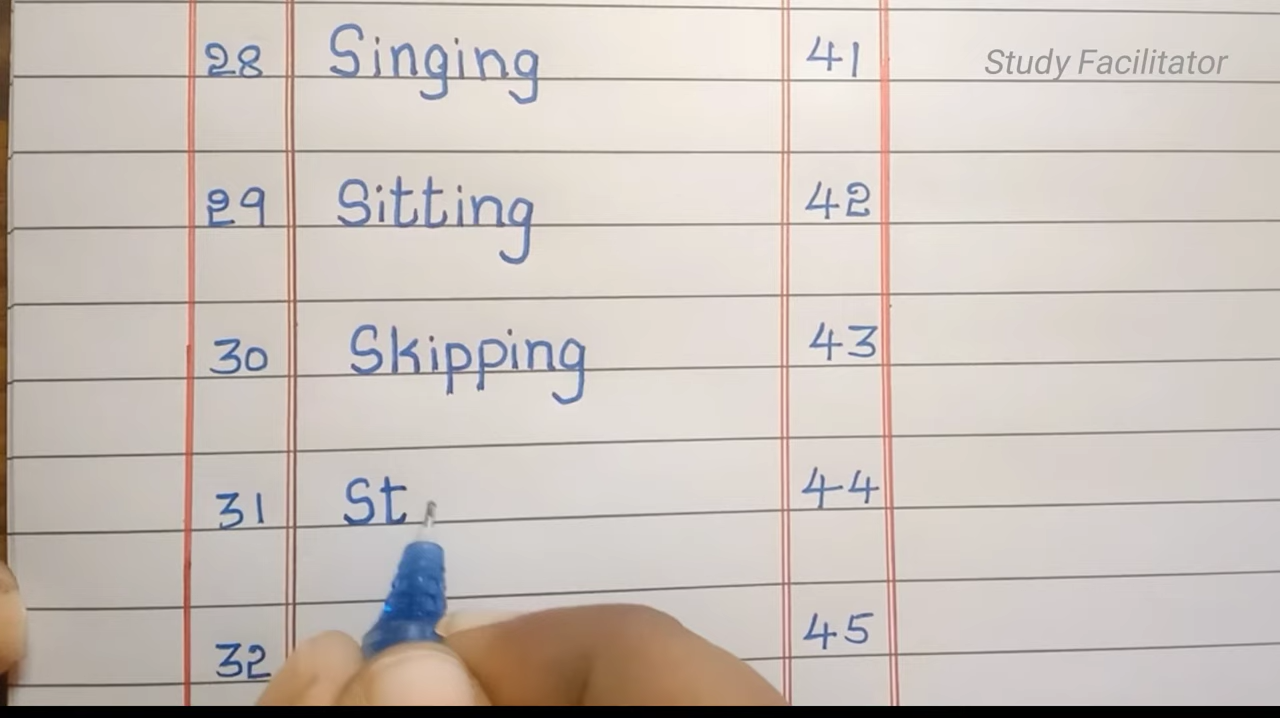 28 Singing 41 Study Facilitator
29 Sitting 42
30 Skipping 43
31 St 44
32 45